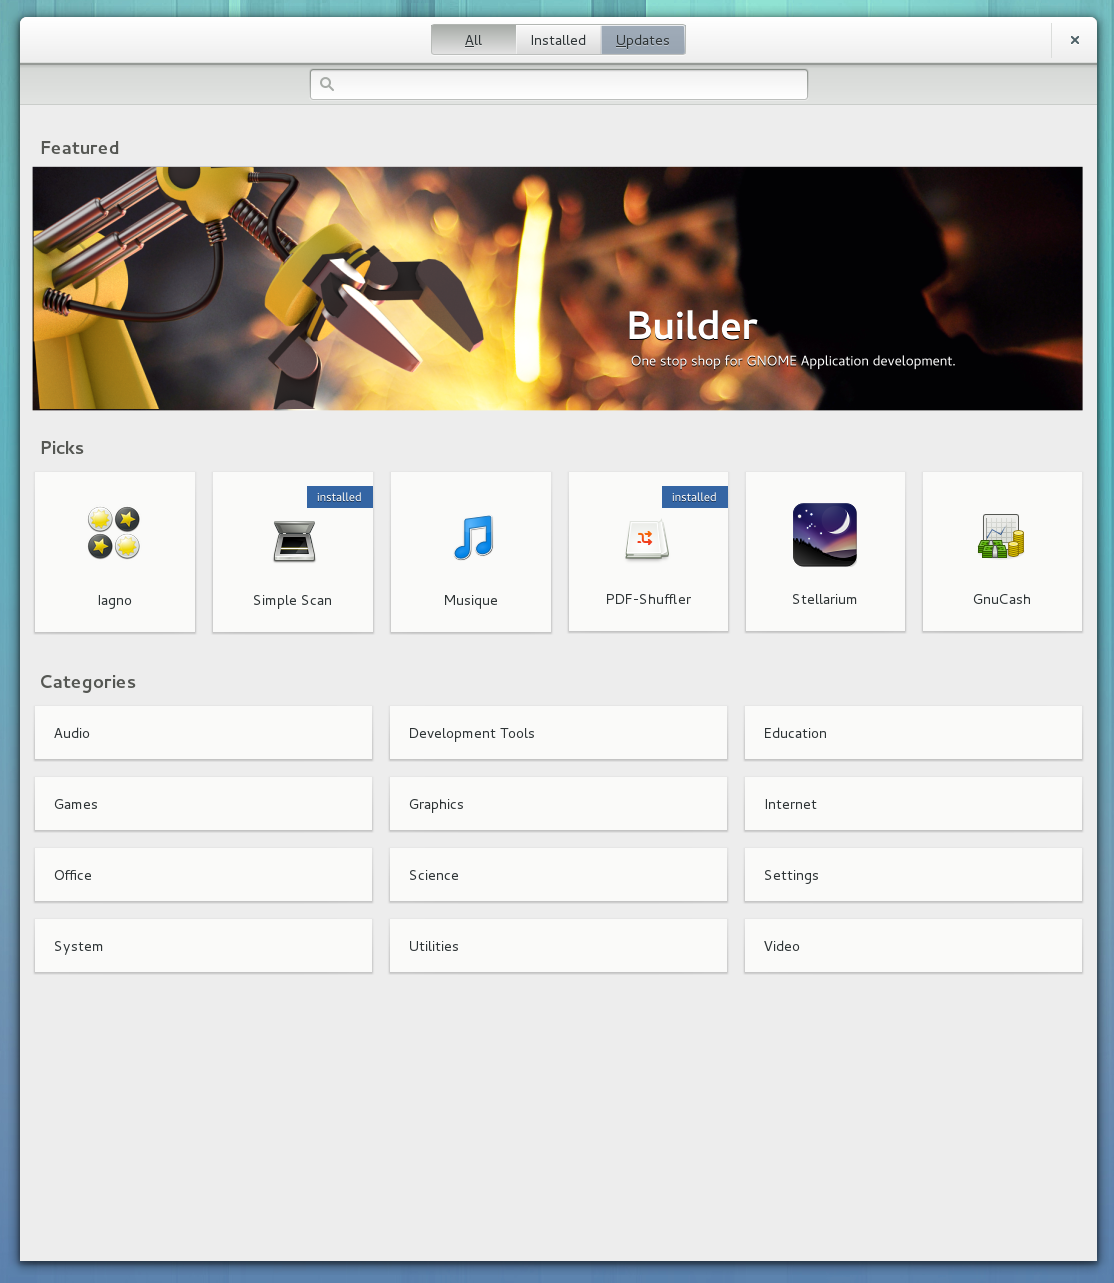 All Installed Updates
Featured
Builder
One stop shop for GNOME Application development.
Picks
installed installed
Iagno Simple Scan Musique PDF-Shuffler Stellarium GnuCash
Categories
Audio Development Tools Education
Games Graphics Internet
Office Science Settings
System Utilities Video